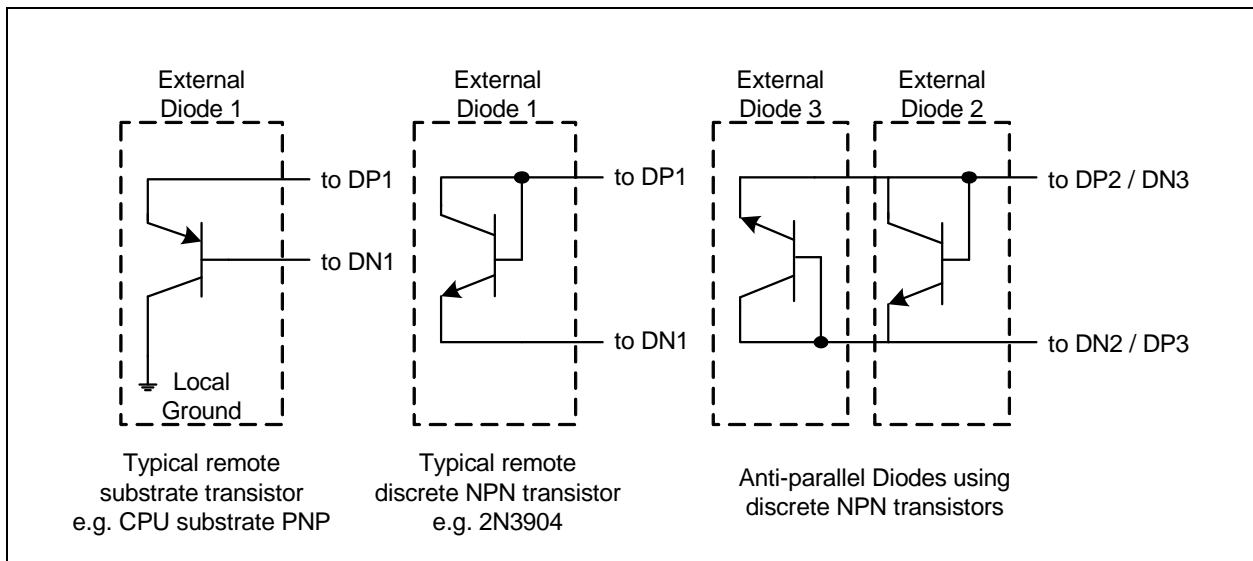 External
Diode 1
to DP1
to DN1
Local
Ground
Typical remote
substrate transistor
e.g. CPU substrate PNP
External
Diode 1
to DP1
to DN1
Typical remote
discrete NPN transistor
e.g. 2N3904
External
Diode 3
External
Diode 2
to DP2 / DN3
to DN2 / DP3
Anti-parallel Diodes using
discrete NPN transistors